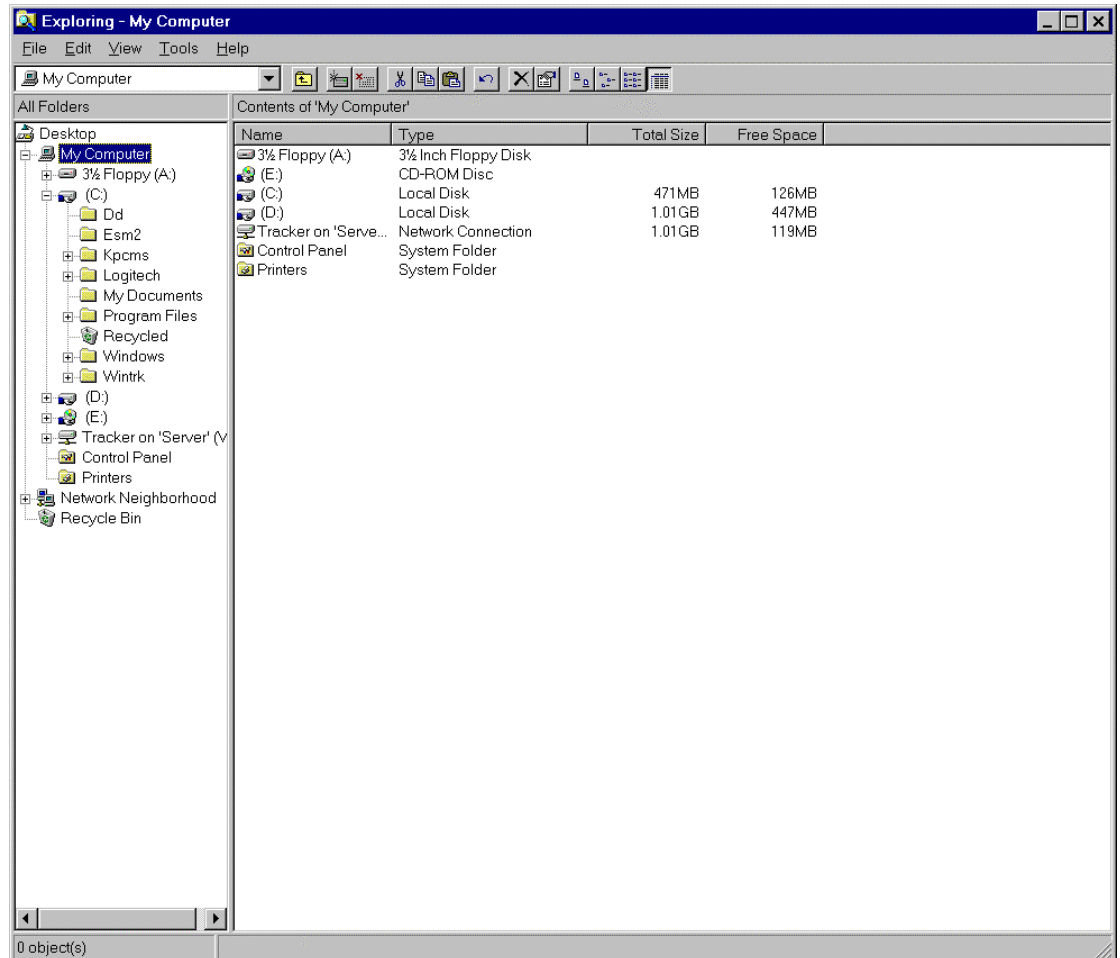 Exploring - My Computer
File Edit View Tools Help
My Computer
All Folders
Contents of 'My Computer'
Desktop
My Computer
3½ Floppy (A:)
(C:)
Dd
Esm2
Kpcms
Logitech
My Documents
Program Files
Recycled
Windows
Wintrk
(D:)
(E:)
Tracker on 'Server' (V
Control Panel
Printers
Network Neighborhood
Recycle Bin
Name Type Total Size Free Space
3½ Floppy (A:) 3½ Inch Floppy Disk
(E:) CD-ROM Disc
(C:) Local Disk 471MB 126MB
(D:) Local Disk 1.01GB 447MB
Tracker on 'Serve... Network Connection 1.01GB 119MB
Control Panel System Folder
Printers System Folder
0 object(s)